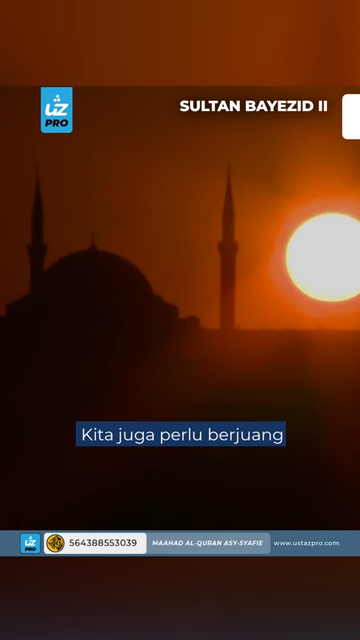 UZ
PRO
SULTAN BAYEZID II
Kita juga perlu berjuang
UZ
PRO
564388553039
MAAHAD AL-QURAN ASY-SYAFIE
www.ustazpro.com